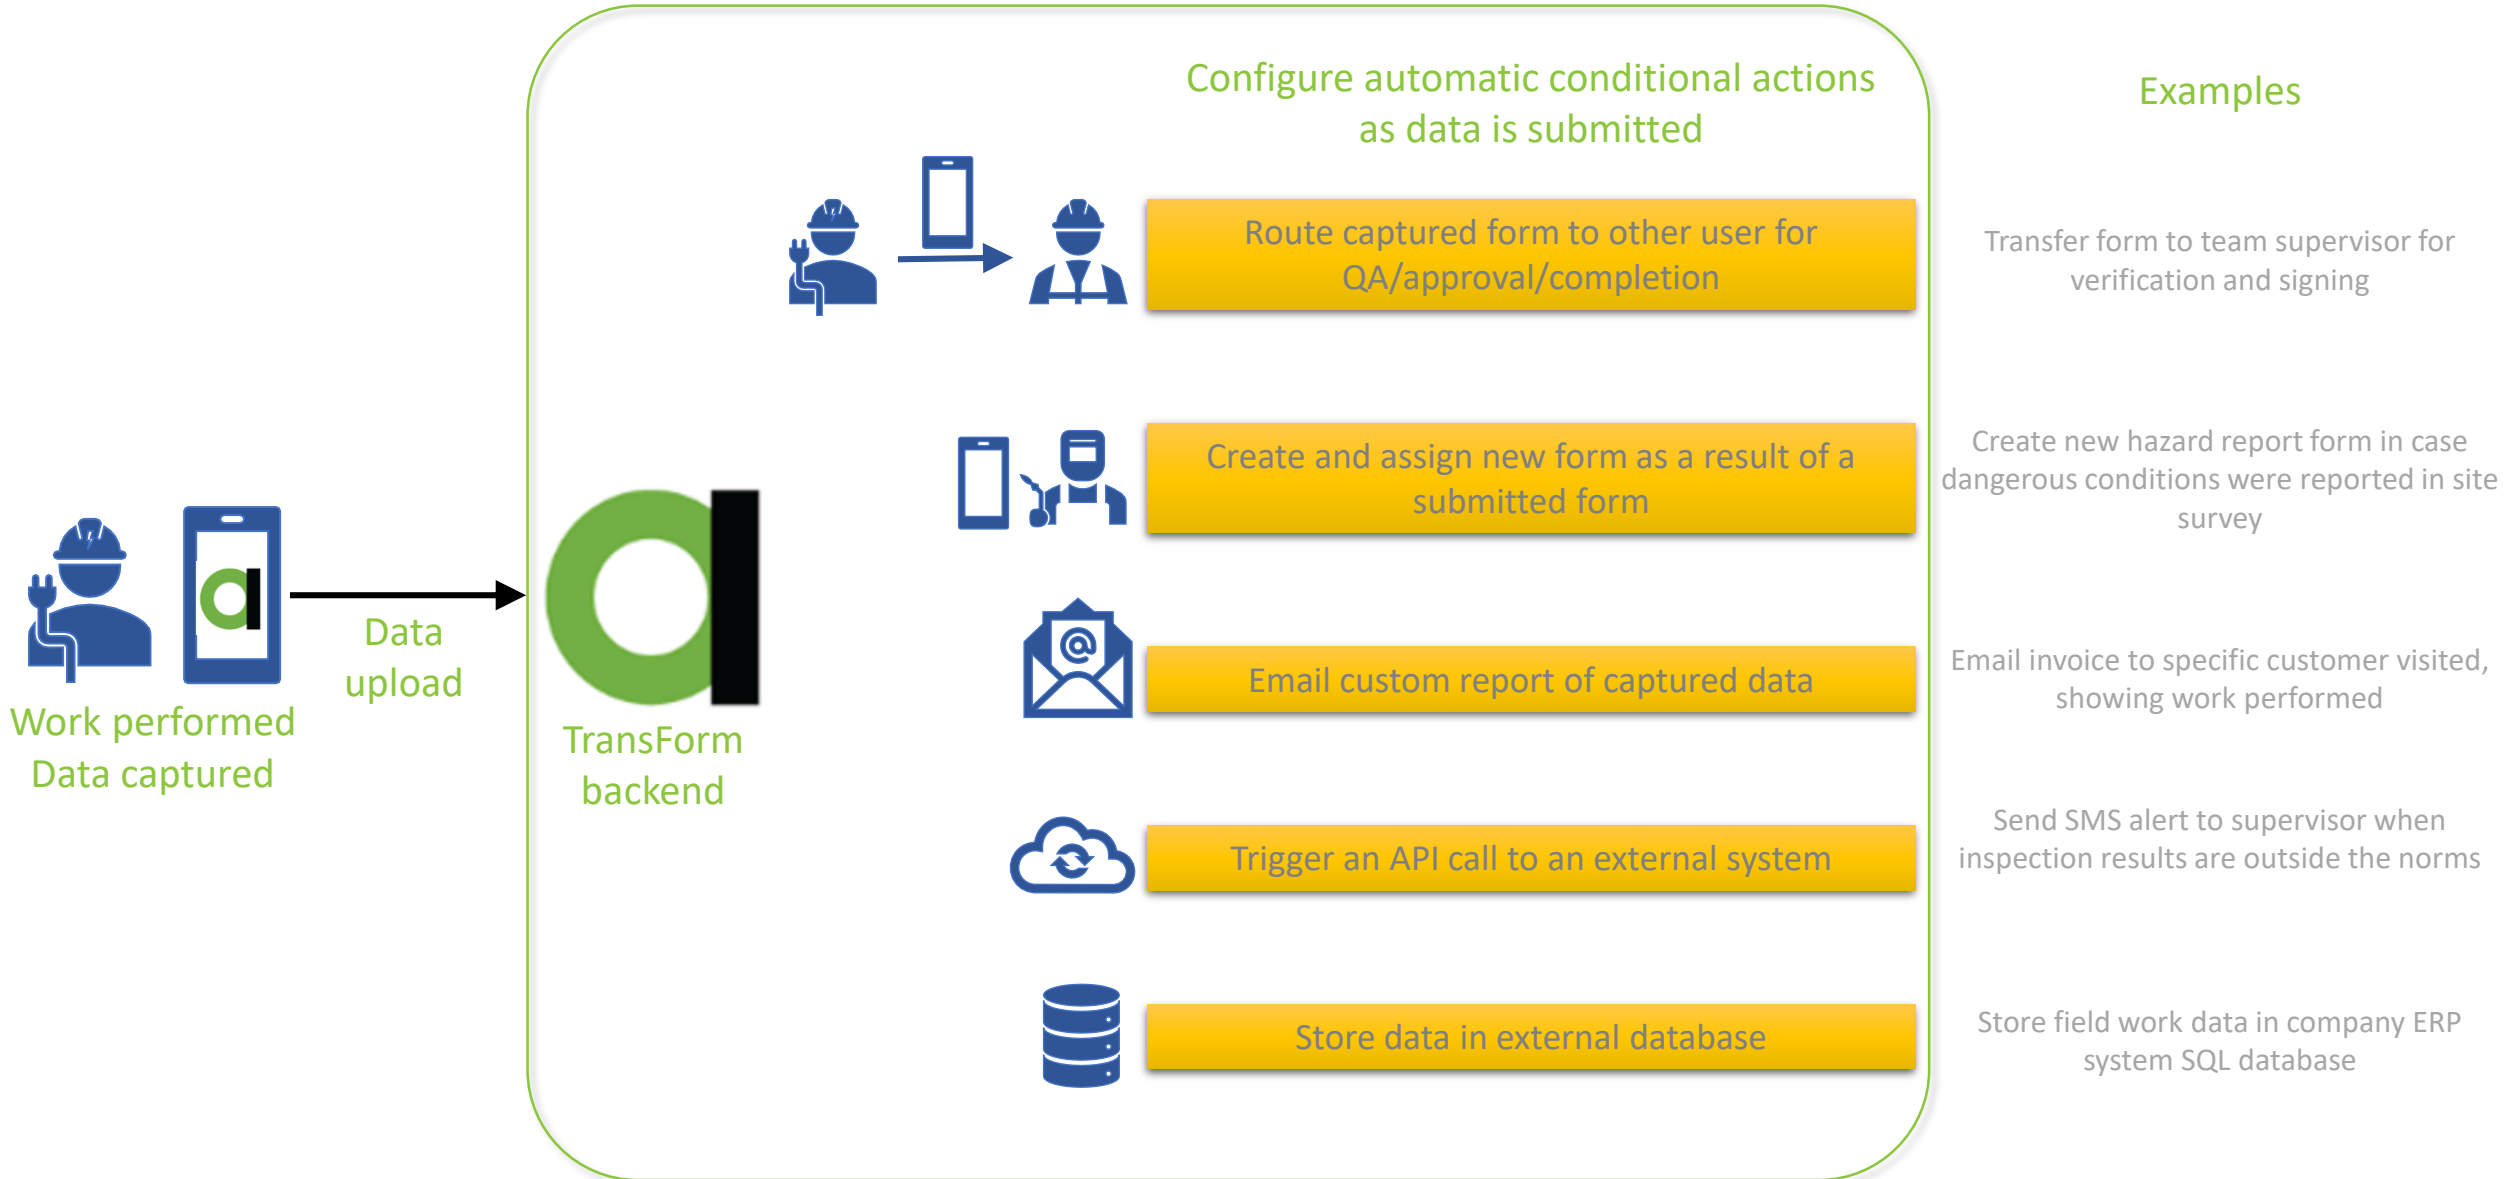 Configure automatic conditional actions
as data is submitted
Examples
Route captured form to other user for
QA/approval/completion
Transfer form to team supervisor for
verification and signing
Create and assign new form as a result of a
submitted form
Create new hazard report form in case
dangerous conditions were reported in site
survey
Work performed
Data captured
Data
upload
TransForm
backend
@
Email custom report of captured data
Email invoice to specific customer visited,
showing work performed
Trigger an API call to an external system
Send SMS alert to supervisor when
inspection results are outside the norms
Store data in external database
Store field work data in company ERP
system SQL database